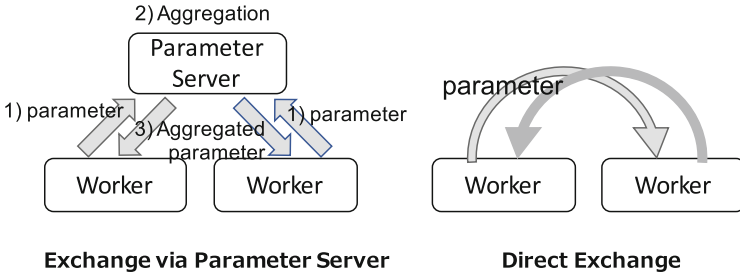 2) Aggregation
Parameter
Server
1) parameter
3) Aggregated
parameter
1) parameter
Worker
Worker
Exchange via Parameter Server
parameter
Worker
Worker
Direct Exchange